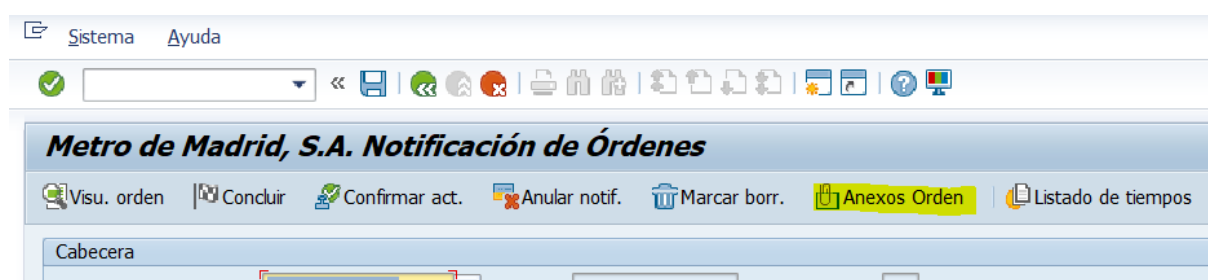 Sistema Ayuda
Metro de Madrid, S.A. Notificación de Órdenes
Visu. orden Concluir Confirmar act. Anular notif. Marcar borr. Anexos Orden Listado de tiempos
Cabecera